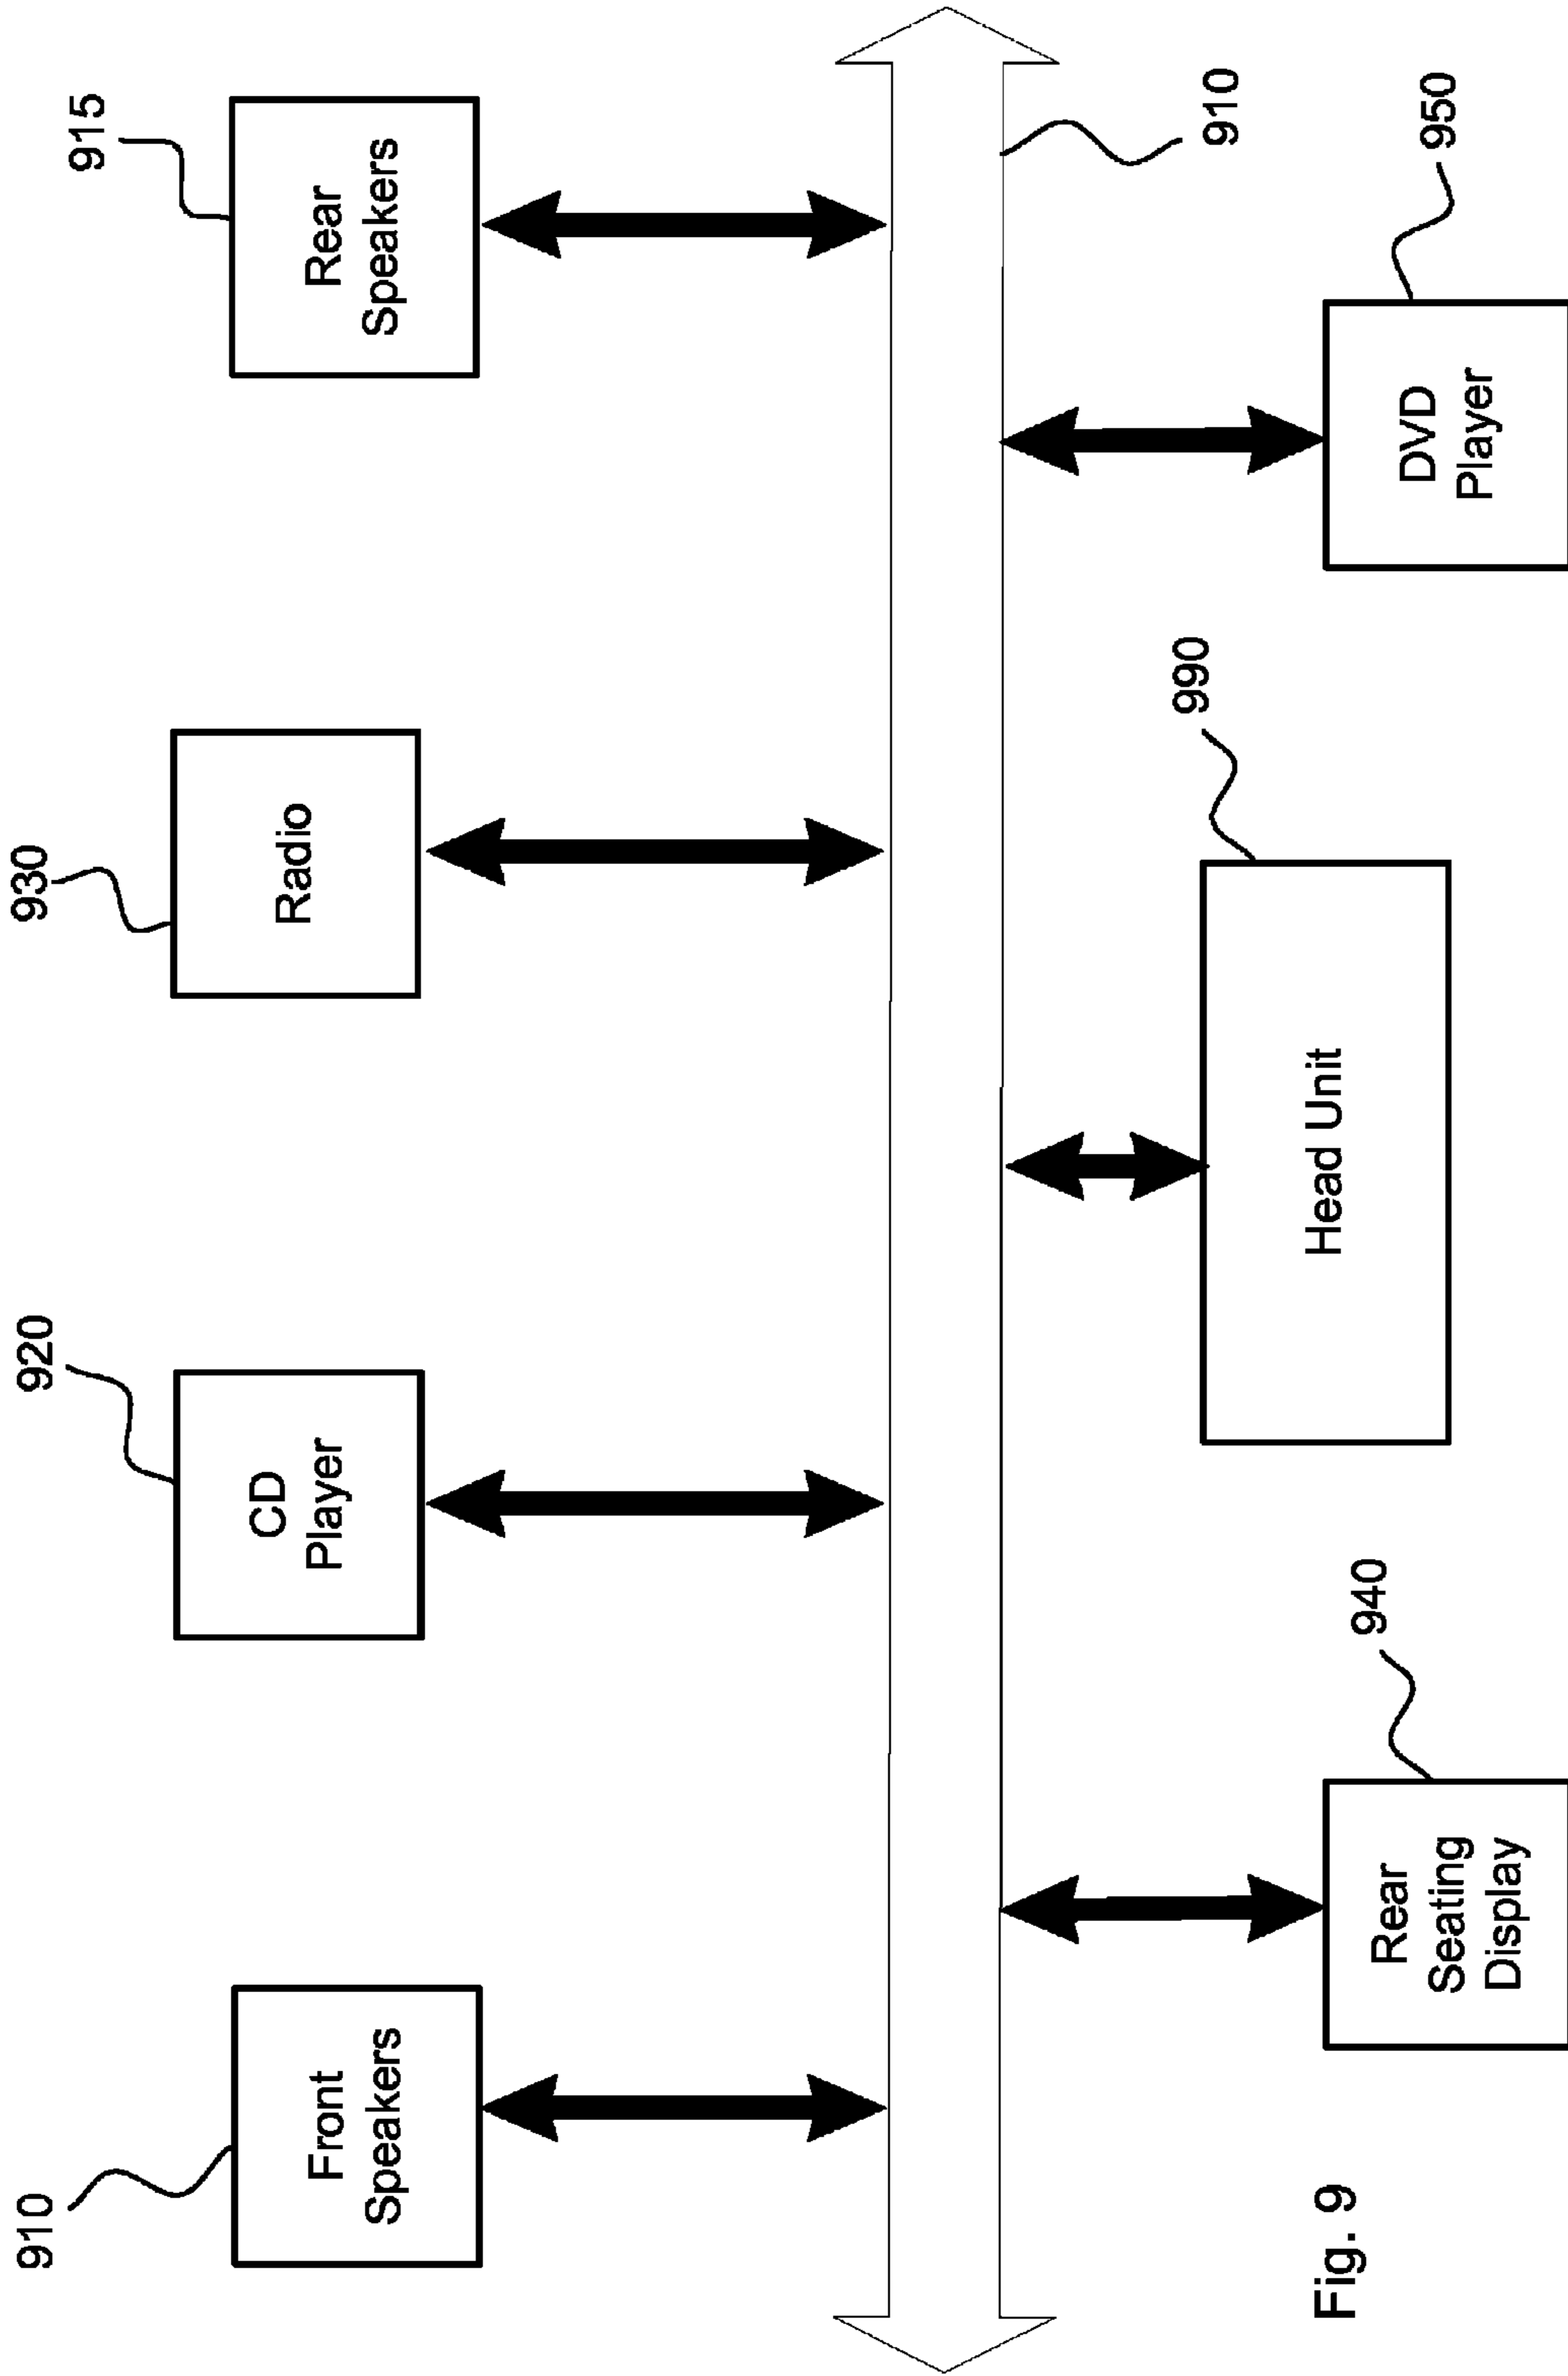 910
920
930
915
Front
Speakers
CD
Player
Radio
Rear
Speakers
910
940
990
950
Rear
Seating
Display
Head Unit
DVD
Player
Fig. 9